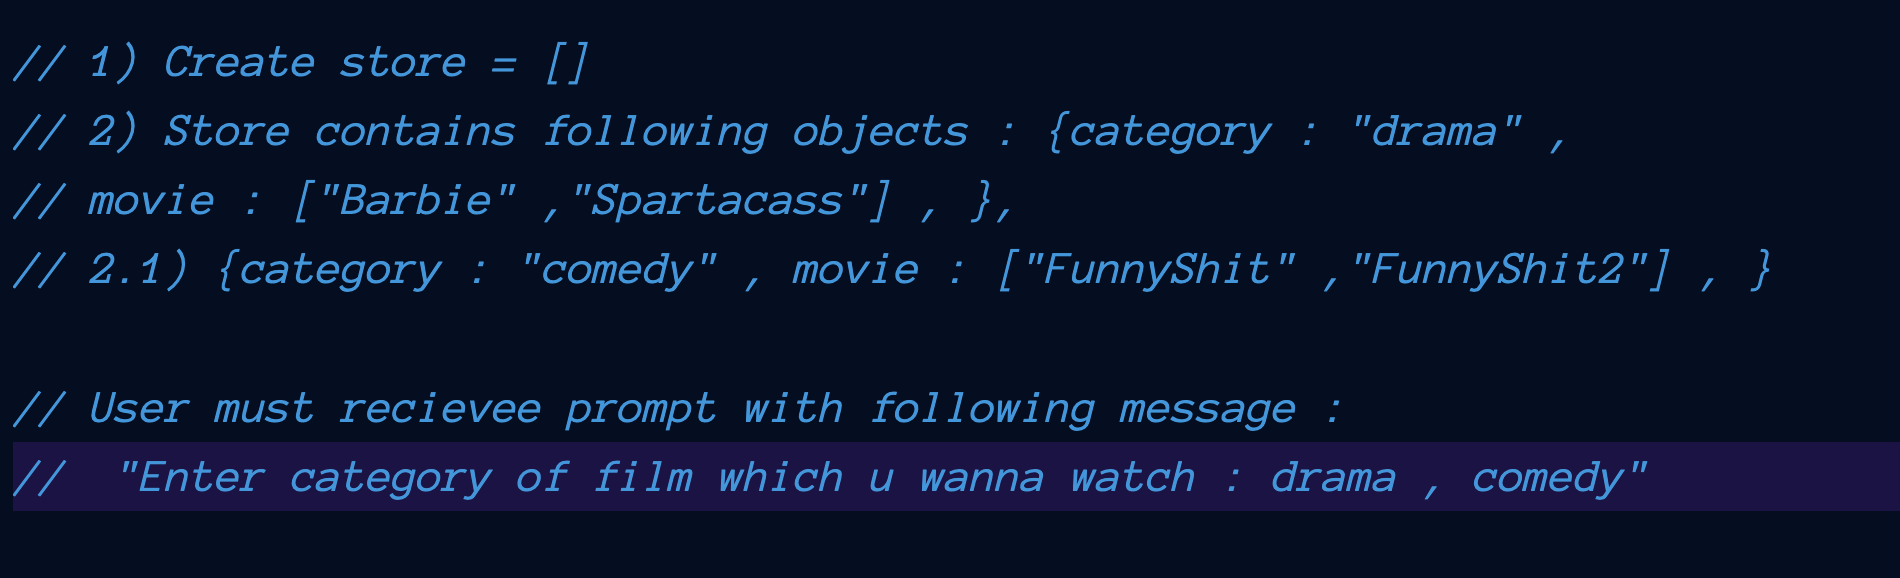 // 1) Create store = []
// 2) Store contains following objects : {category : "drama" ,
// movie : ["Barbie" ,"Spartacass"] , },
// 2.1) {category : "comedy" , movie : ["FunnyShit" ,"FunnyShit2"] , }
// User must recievee prompt with following message :
//  "Enter category of film which u wanna watch : drama , comedy"